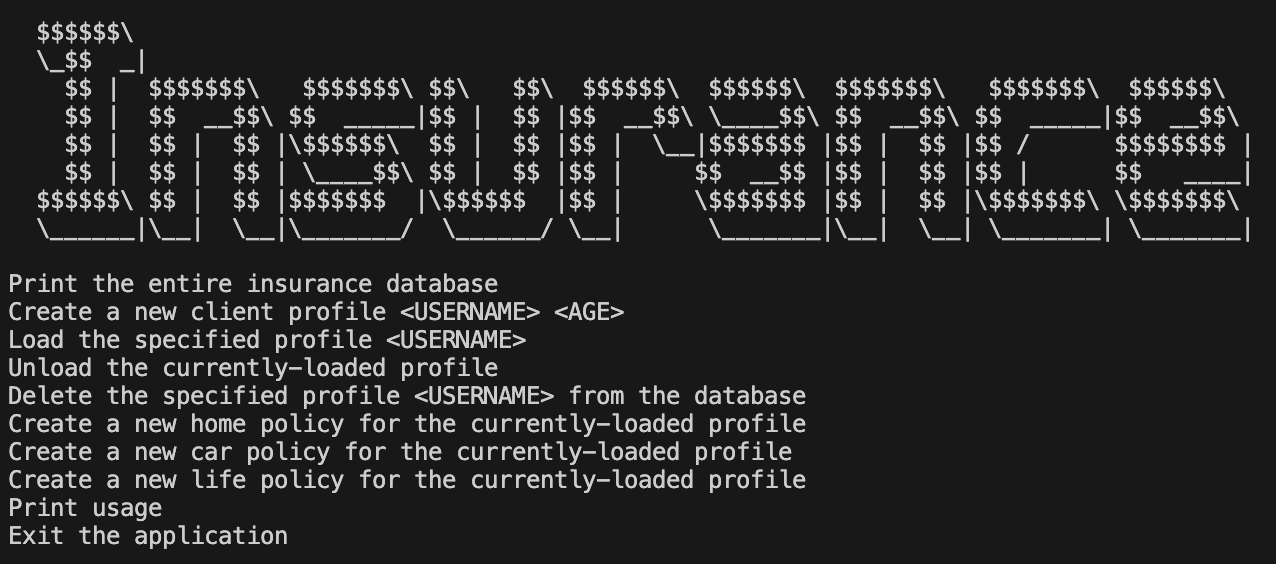 Insurance
Print the entire insurance database
Create a new client profile <USERNAME> <AGE>
Load the specified profile <USERNAME>
Unload the currently-loaded profile
Delete the specified profile <USERNAME> from the database
Create a new home policy for the currently-loaded profile
Create a new car policy for the currently-loaded profile
Create a new life policy for the currently-loaded profile
Print usage
Exit the application